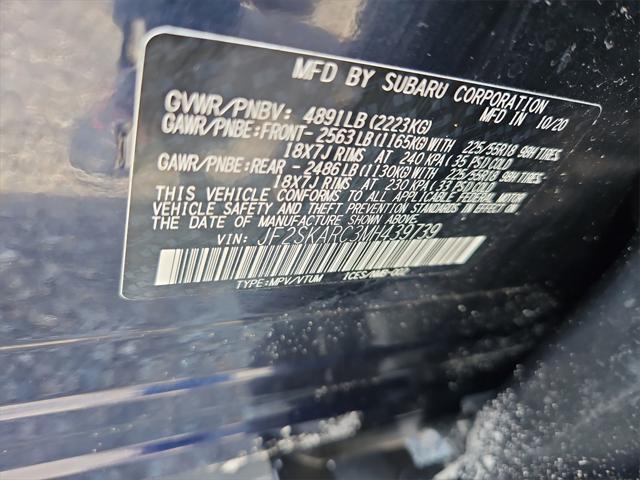 MFD BY SUBARU CORPORATION
GVWR/PNBV: 4891LB(2223KG) MFD IN 10/20
GAWR/PNBE:FRONT-2563LB(1165KG)WITH 225/55R18 98H TIRES
18X7J RIMS AT 240 KPA(35 PSI)COLD
GAWR/PNBE:REAR -2486LB(1130KG)WITH 225/55R18 98H TIRES
18X7J RIMS AT 230 KPA(33 PSI)COLD
THIS VEHICLE CONFORMS TO ALL APPLICABLE FEDERAL MOTOR
VEHICLE SAFETY AND THEFT PREVENTION STANDARDS IN EFFECT ON
THE DATE OF MANUFACTURE SHOWN ABOVE.
VIN: JF2SKARC3MH439739
TYPE:MPV/VTUM